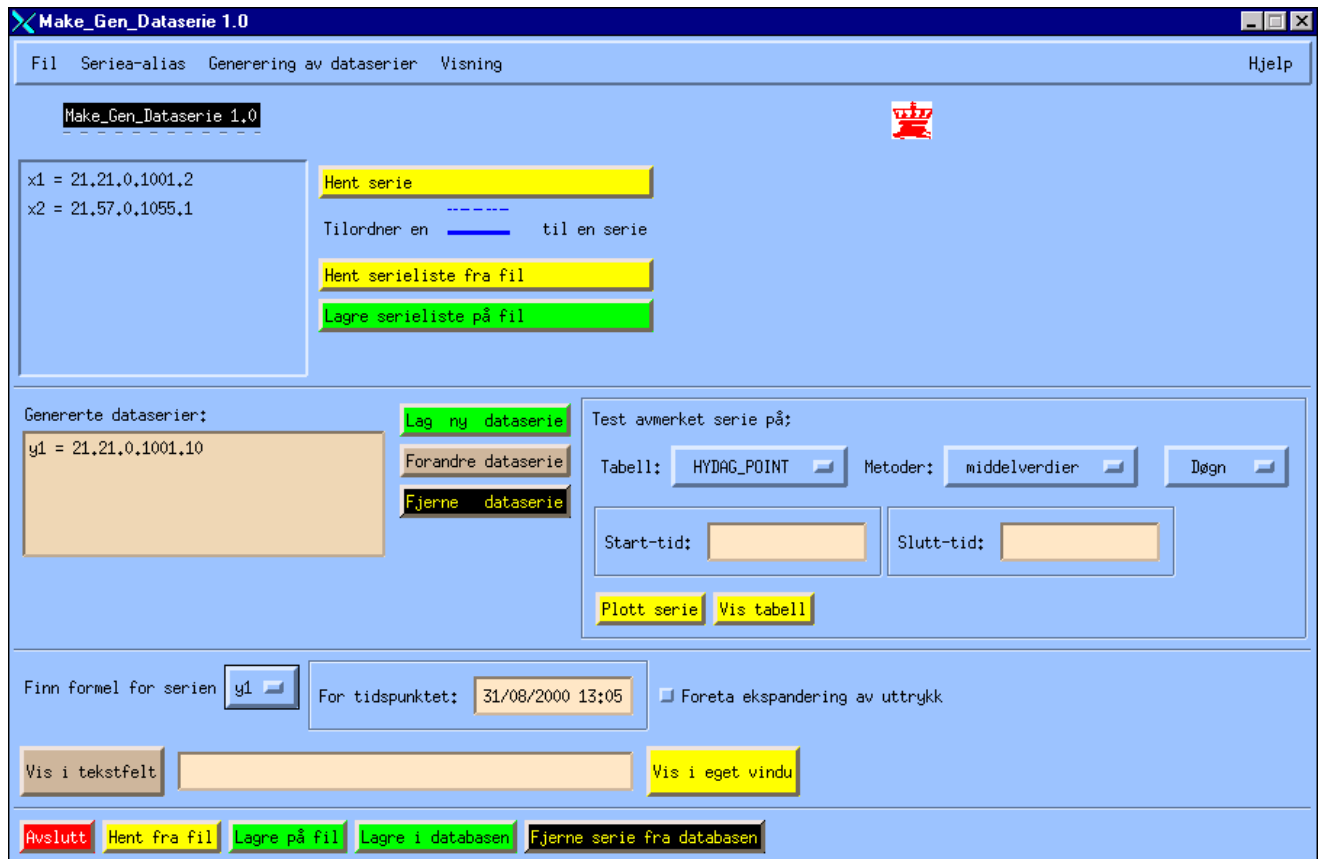 Make_Gen_Dataserie 1.0
Fil Seriea-alias Generering av dataserier Visning Hjelp
Make_Gen_Dataserie 1.0
x1 = 21.21.0.1001.2
x2 = 21.57.0.1055.1
Hent serie
Tilordner en til en serie
Hent serieliste fra fil
Lagre serieliste på fil
Genererte dataserier:
y1 = 21.21.0.1001.10
Lag ny dataserie
Forandre dataserie
Fjerne dataserie
Test avmerket serie på;
Tabell: HYDAG_POINT Metoder: middelverdier Døgn
Start-tid: Slutt-tid:
Plott serie Vis tabell
Finn formel for serien y1 For tidspunktet: 31/08/2000 13:05 Foreta ekspandering av uttrykk
Vis i tekstfelt Vis i eget vindu
Avslutt Hent fra fil Lagre på fil Lagre i databasen Fjerne serie fra databasen